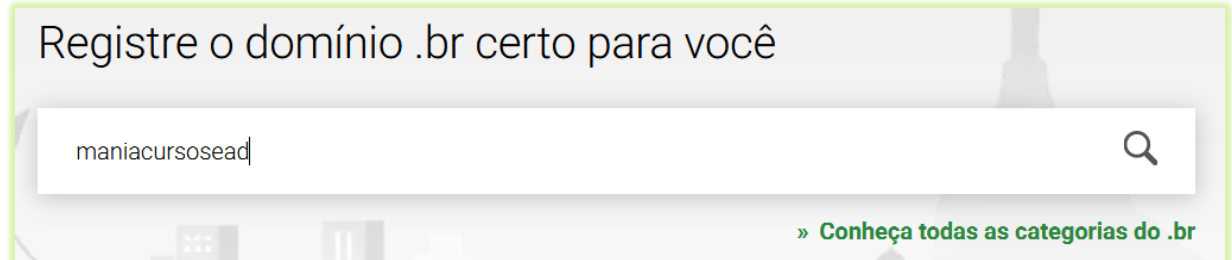 Registre o domínio .br certo para você
maniacursosead
» Conheça todas as categorias do .br